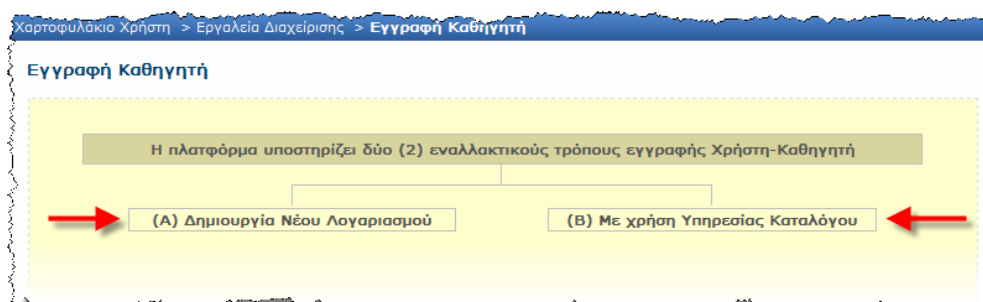 Χαρτοφυλάκιο Χρήστη > Εργαλεία Διαχείρισης > Εγγραφή Καθηγητή
Εγγραφή Καθηγητή
Η πλατφόρμα υποστηρίζει δύο (2) εναλλακτικούς τρόπους εγγραφής Χρήστη-Καθηγητή
(Α) Δημιουργία Νέου Λογαριασμού
(Β) Με χρήση Υπηρεσίας Καταλόγου